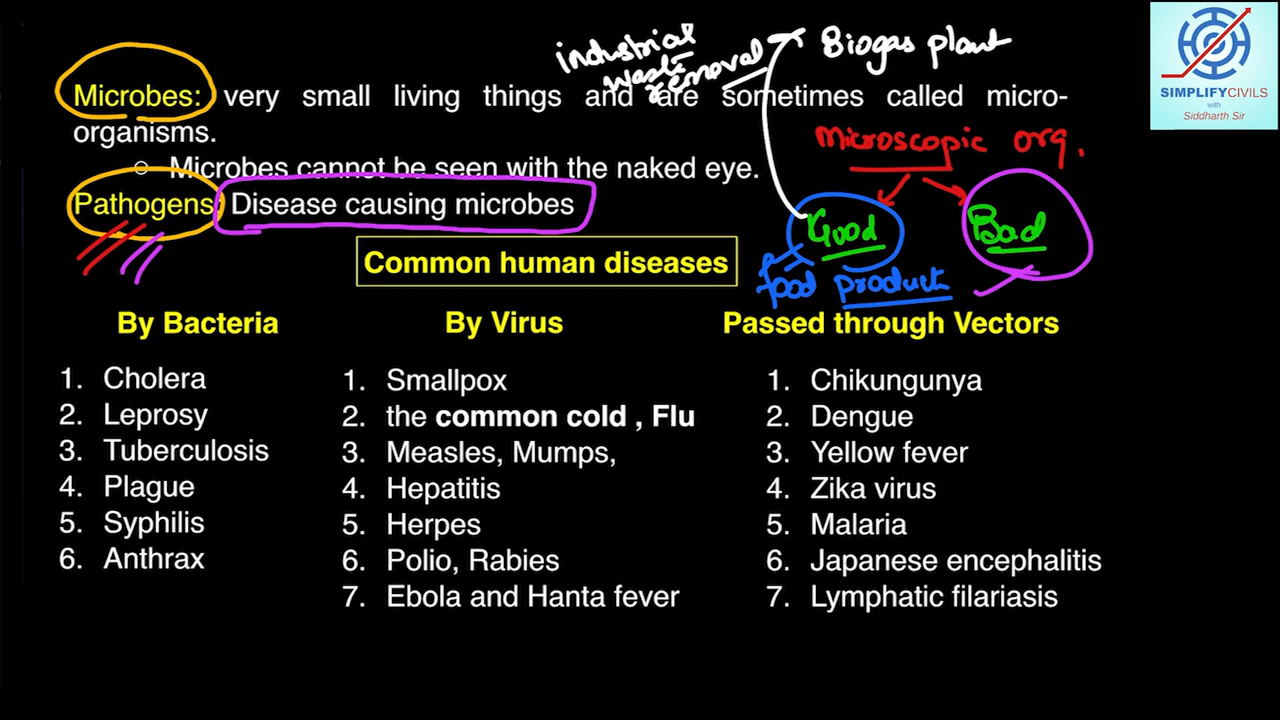 industrial
waste
removal
Biogas plant
SIMPLIFYCIVILS
with
Siddharth Sir
Microbes: very small living things and are sometimes called micro-
organisms.
Microscopic org.
○ Microbes cannot be seen with the naked eye.
Pathogens: Disease causing microbes
Good
Bad
food product
Common human diseases
By Bacteria
1. Cholera
2. Leprosy
3. Tuberculosis
4. Plague
5. Syphilis
6. Anthrax
By Virus
1. Smallpox
2. the common cold , Flu
3. Measles, Mumps,
4. Hepatitis
5. Herpes
6. Polio, Rabies
7. Ebola and Hanta fever
Passed through Vectors
1. Chikungunya
2. Dengue
3. Yellow fever
4. Zika virus
5. Malaria
6. Japanese encephalitis
7. Lymphatic filariasis